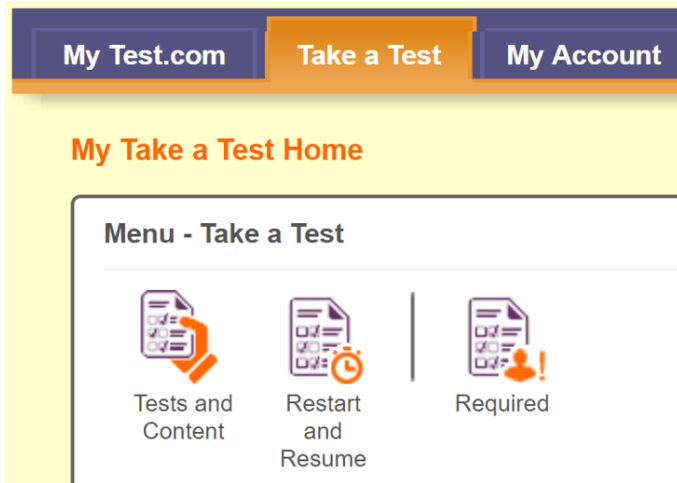 My Test.com
Take a Test
My Account
My Take a Test Home
Menu - Take a Test
Tests and
Content
Restart
and
Resume
Required